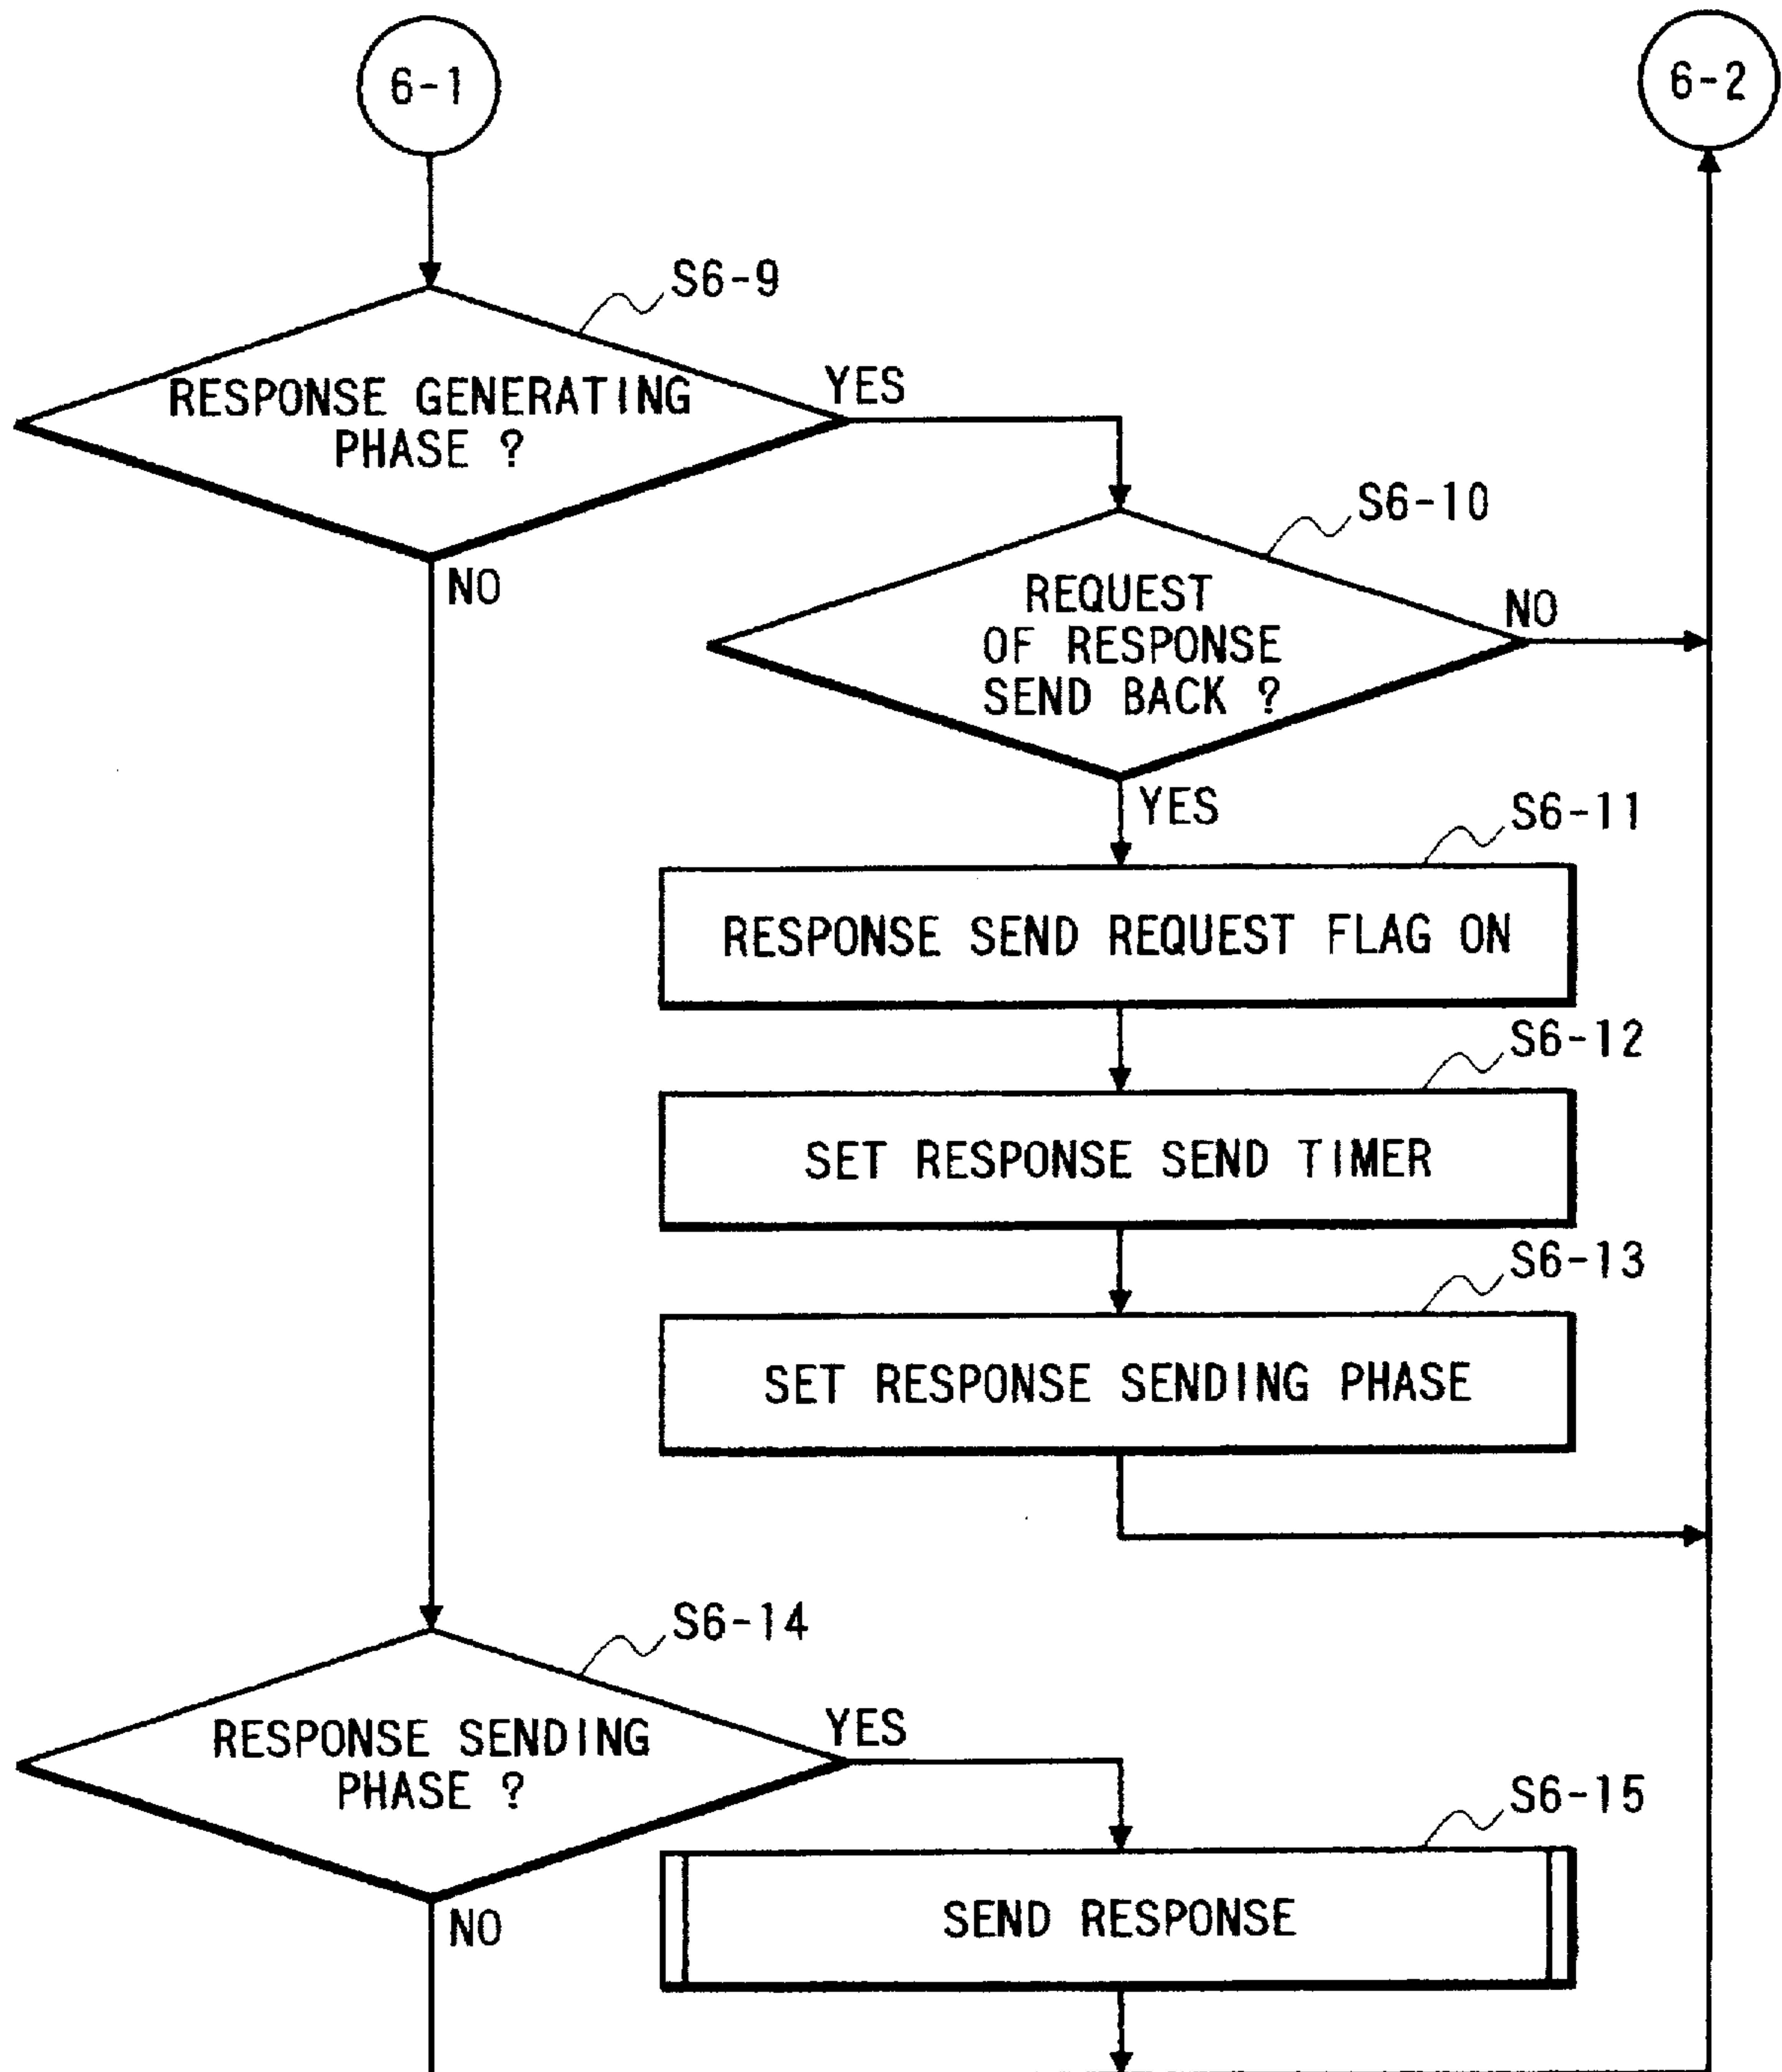 6-1
6-2
S6-9
RESPONSE GENERATING
PHASE ?
YES
NO
S6-10
REQUEST
OF RESPONSE
SEND BACK ?
NO
YES
S6-11
RESPONSE SEND REQUEST FLAG ON
S6-12
SET RESPONSE SEND TIMER
S6-13
SET RESPONSE SENDING PHASE
S6-14
RESPONSE SENDING
PHASE ?
YES
NO
S6-15
SEND RESPONSE